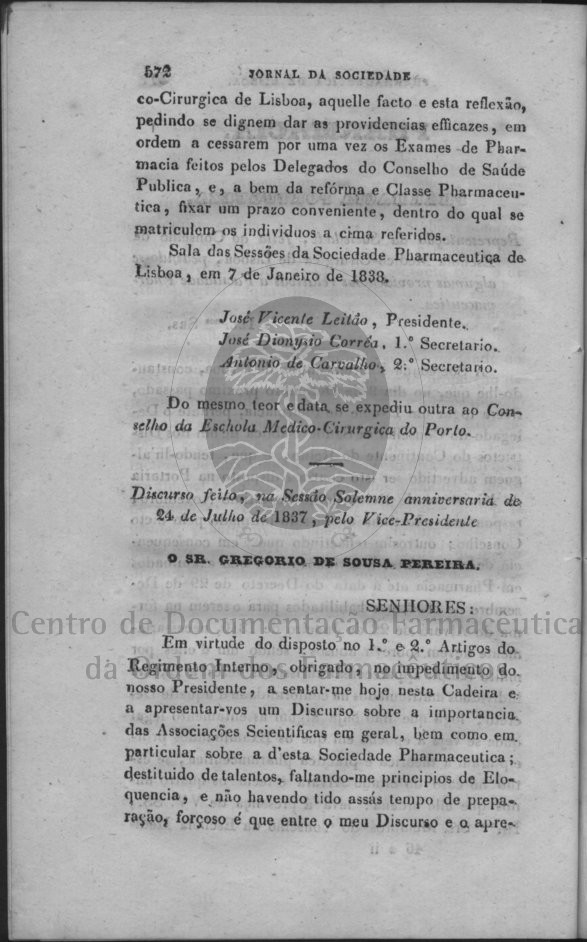 572 JORNAL DA SOCIEDADE
co-Cirurgica de Lisboa, aquelle facto e esta reflexão,
pedindo se dignem dar as providencias efficazes, em
ordem a cessarem por uma vez os Exames de Phar-
macia feitos pelos Delegados do Conselho de Saúde
Publica, e, a bem da refórma e Classe Pharmaceu-
tica, fixar um prazo conveniente, dentro do qual se
matriculem os individuos a cima referidos.
Sala das Sessões da Sociedade Pharmaceutica de
Lisboa, em 7 de Janeiro de 1838.
José Vicente Leitão, Presidente.
José Dionysio Corrêa, 1.º Secretario.
Antonio de Carvalho, 2.º Secretario.
Do mesmo teor e data se expediu outra ao Con-
selho da Eschola Medico-Cirurgica do Porto.
Discurso feito, na Sessão Solemne anniversaria de
24 de Julho de 1837, pelo Vice-Presidente
O SR. GREGORIO DE SOUSA PEREIRA.
SENHORES:
Centro de Documentação Farmacêutica
da Ordem dos Farmacêuticos
Em virtude do disposto no 1.º e 2.º Artigos do
Regimento Interno, obrigado, no impedimento do
nosso Presidente, a sentar-me hoje nesta Cadeira e
a apresentar-vos um Discurso sobre a importancia
das Associações Scientificas em geral, bem como em
particular sobre a d'esta Sociedade Pharmaceutica;
destituido de talentos, faltando-me principios de Elo-
quencia, e não havendo tido assás tempo de prepa-
ração, forçoso é que entre o meu Discurso e o apre-